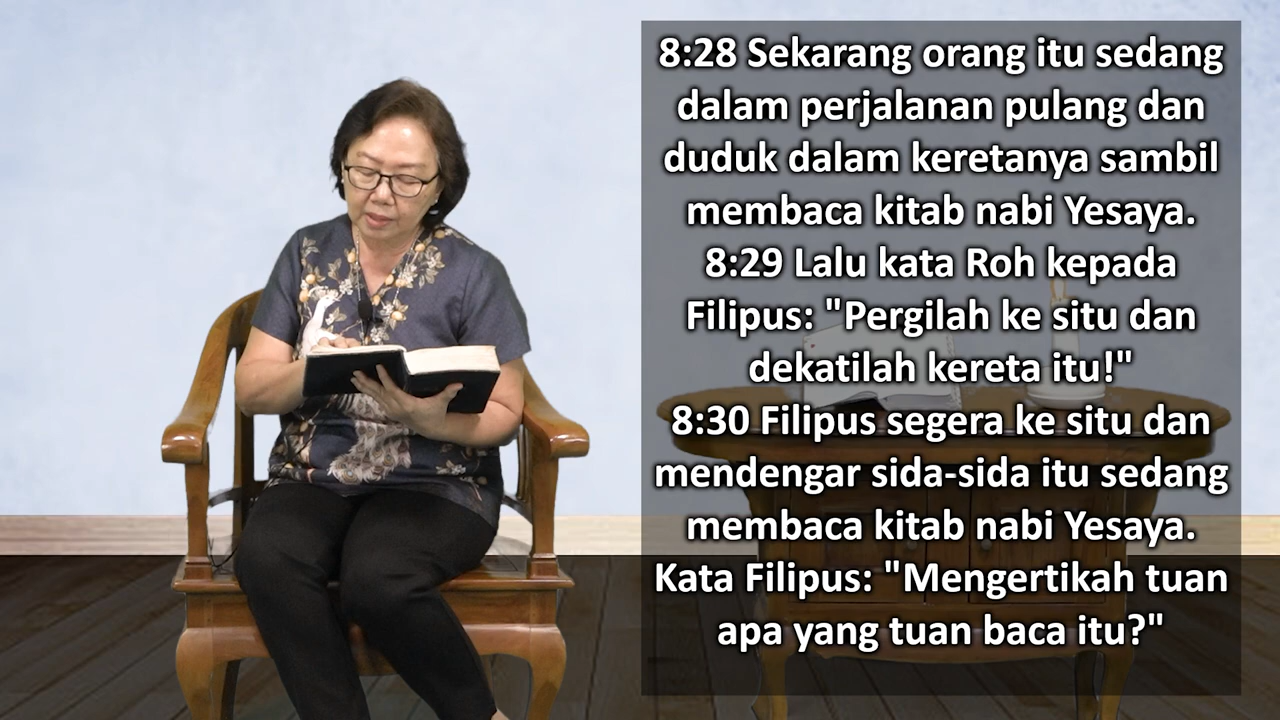 8:28 Sekarang orang itu sedang
dalam perjalanan pulang dan
duduk dalam keretanya sambil
membaca kitab nabi Yesaya.
8:29 Lalu kata Roh kepada
Filipus: "Pergilah ke situ dan
dekatilah kereta itu!"
8:30 Filipus segera ke situ dan
mendengar sida-sida itu sedang
membaca kitab nabi Yesaya.
Kata Filipus: "Mengertikah tuan
apa yang tuan baca itu?"